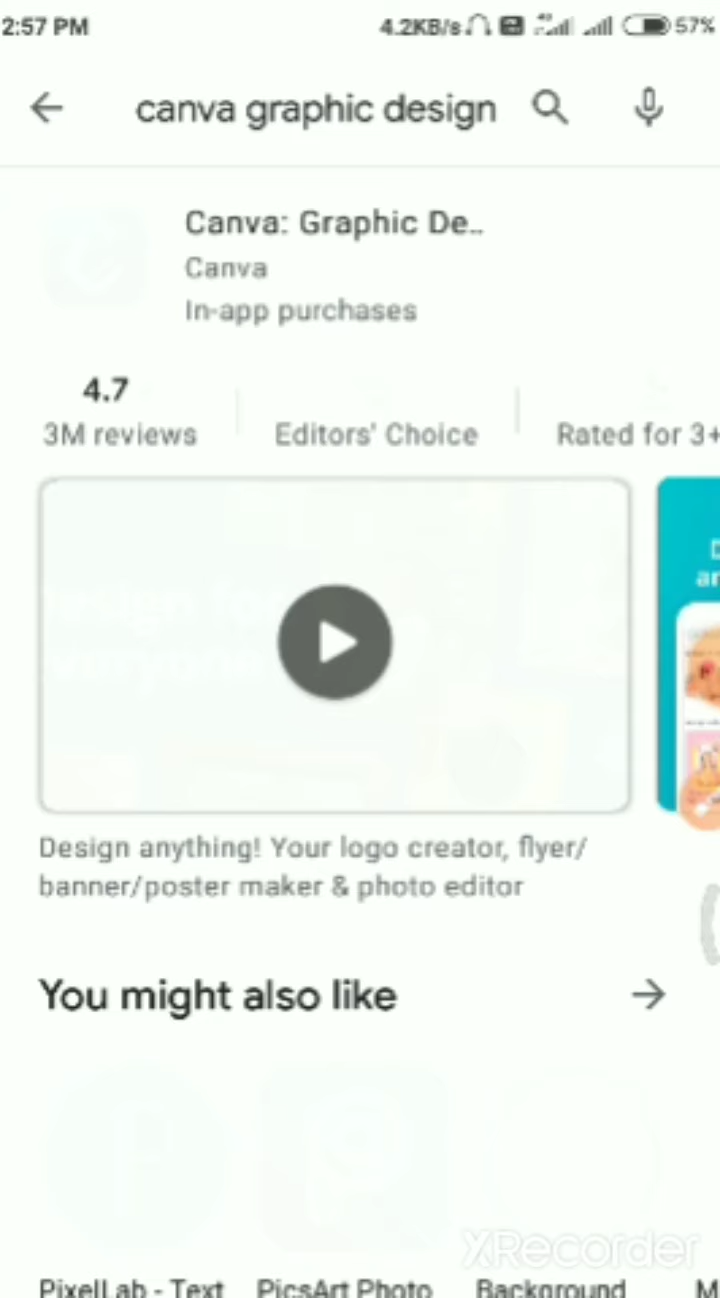 2:57 PM 4.2KB/s 57%
canva graphic design
Canva: Graphic De..
Canva
In-app purchases
4.7
3M reviews Editors' Choice Rated for 3+
Design anything! Your logo creator, flyer/
banner/poster maker & photo editor
You might also like
XRecorder
PixelLab - Text PicsArt Photo Background M